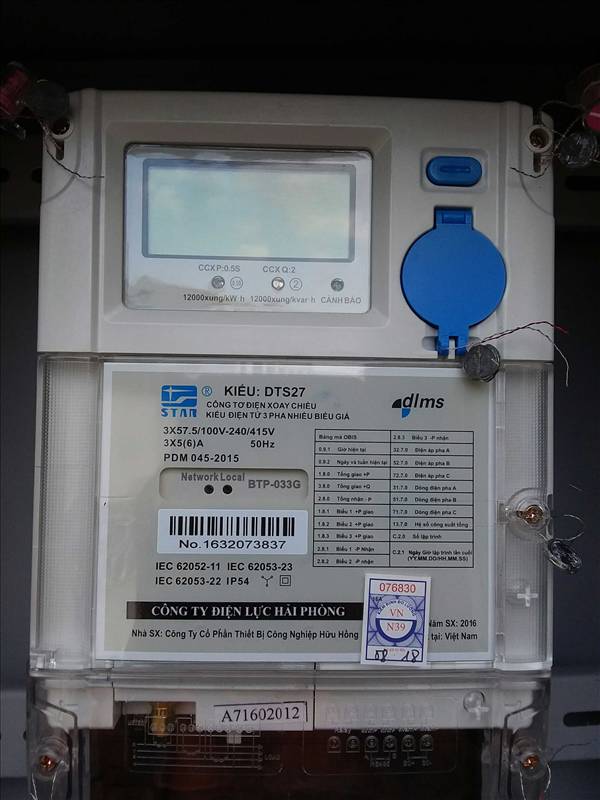 CCX P:0.5S CCX Q:2
0.5S 2
12000xung/kW·h 12000xung/kvar·h CẢNH BÁO
STAR ®
KIỂU: DTS27
CÔNG TƠ ĐIỆN XOAY CHIỀU
KIỂU ĐIỆN TỬ 3 PHA NHIỀU BIỂU GIÁ
dlms
3X57.5/100V-240/415V
3X5(6)A 50Hz
PDM 045-2015
Network Local
BTP-033G
No.1632073837
IEC 62052-11 IEC 62053-23
IEC 62053-22 IP54
Bảng mã OBIS 2.8.3 Biểu 3 -P nhận
0.9.1 Giờ hiện tại 32.7.0 Điện áp pha A
0.9.2 Ngày và tuần hiện tại 52.7.0 Điện áp pha B
1.8.0 Tổng giao +P 72.7.0 Điện áp pha C
3.8.0 Tổng giao +Q 31.7.0 Dòng điện pha A
2.8.0 Tổng nhận -P 51.7.0 Dòng điện pha B
1.8.1 Biểu 1 +P giao 71.7.0 Dòng điện pha C
1.8.2 Biểu 2 +P giao 13.7.0 Hệ số công suất tổng
1.8.3 Biểu 3 +P giao C.2.0 Số lập trình
2.8.1 Biểu 1 -P Nhận C.2.1 Ngày Giờ lập trình lần cuối
2.8.2 Biểu 2 -P nhận (YY,MM,DD/HH,MM,SS)
CÔNG TY ĐIỆN LỰC HẢI PHÒNG
Nhà SX: Công Ty Cổ Phần Thiết Bị Công Nghiệp Hữu Hồng
Năm SX: 2016
tại: Việt Nam
076830
VN
N39
08 18
A71602012
LOAD
RS485